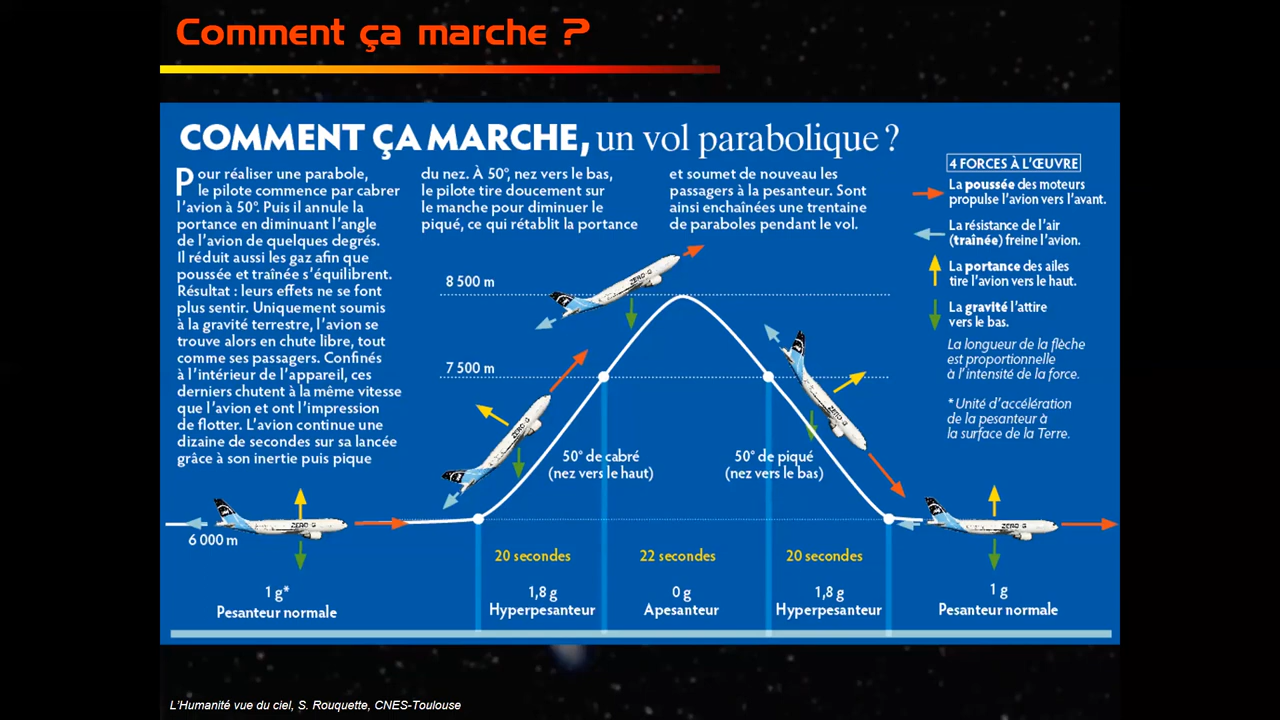 Comment ça marche ?
COMMENT ÇA MARCHE, un vol parabolique ?
Pour réaliser une parabole,
le pilote commence par cabrer
l'avion à 50°. Puis il annule la
portance en diminuant l'angle
de l'avion de quelques degrés.
Il réduit aussi les gaz afin que
poussée et traînée s'équilibrent.
Résultat : leurs effets ne se font
plus sentir. Uniquement soumis
à la gravité terrestre, l'avion se
trouve alors en chute libre, tout
comme ses passagers. Confinés
à l'intérieur de l'appareil, ces
derniers chutent à la même vitesse
que l'avion et ont l'impression
de flotter. L'avion continue une
dizaine de secondes sur sa lancée
grâce à son inertie puis pique
du nez. À 50°, nez vers le bas,
le pilote tire doucement sur
le manche pour diminuer le
piqué, ce qui rétablit la portance
et soumet de nouveau les
passagers à la pesanteur. Sont
ainsi enchaînées une trentaine
de paraboles pendant le vol.
4 FORCES À L'ŒUVRE
La poussée des moteurs
propulse l'avion vers l'avant.
La résistance de l'air
(traînée) freine l'avion.
La portance des ailes
tire l'avion vers le haut.
La gravité l'attire
vers le bas.
La longueur de la flèche
est proportionnelle
à l'intensité de la force.
* Unité d'accélération
de la pesanteur à
la surface de la Terre.
8 500 m
7 500 m
6 000 m
ZERO G
ZERO G
ZERO G
ZERO G
ZERO G
50° de cabré
(nez vers le haut)
50° de piqué
(nez vers le bas)
20 secondes
22 secondes
20 secondes
1 g*
Pesanteur normale
1,8 g
Hyperpesanteur
0 g
Apesanteur
1,8 g
Hyperpesanteur
1 g
Pesanteur normale
L'Humanité vue du ciel, S. Rouquette, CNES-Toulouse